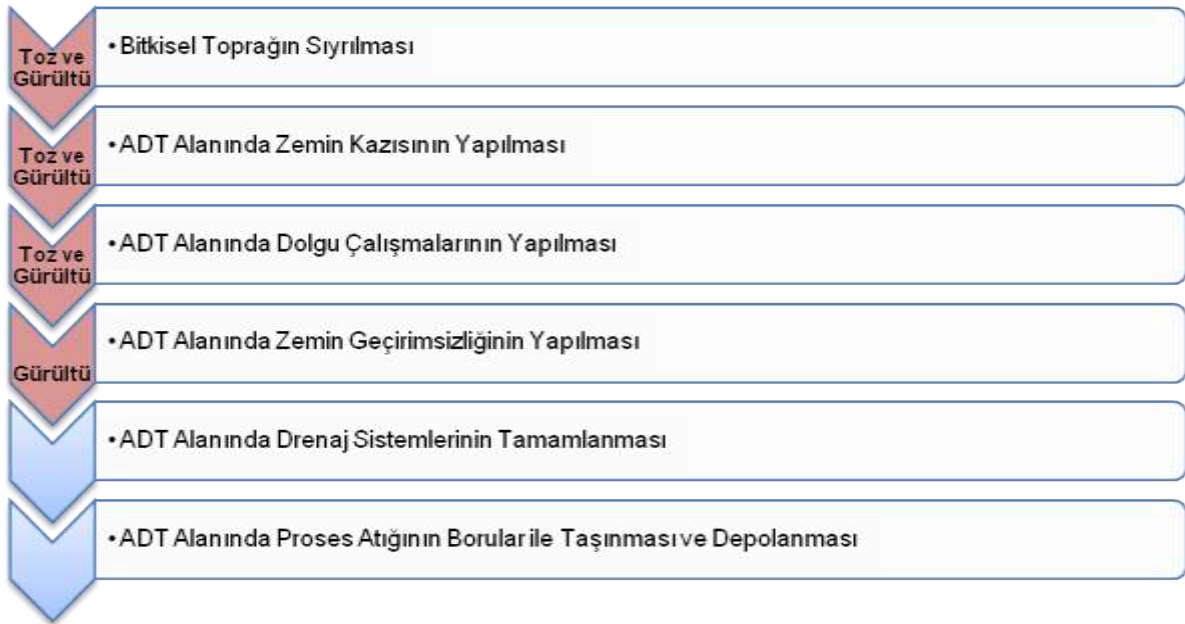 Toz ve
Gürültü
• Bitkisel Toprağın Sıyrılması
Toz ve
Gürültü
• ADT Alanında Zemin Kazısının Yapılması
Toz ve
Gürültü
• ADT Alanında Dolgu Çalışmalarının Yapılması
Gürültü
• ADT Alanında Zemin Geçirimsizliğinin Yapılması
• ADT Alanında Drenaj Sistemlerinin Tamamlanması
• ADT Alanında Proses Atığının Borular ile Taşınması ve Depolanması